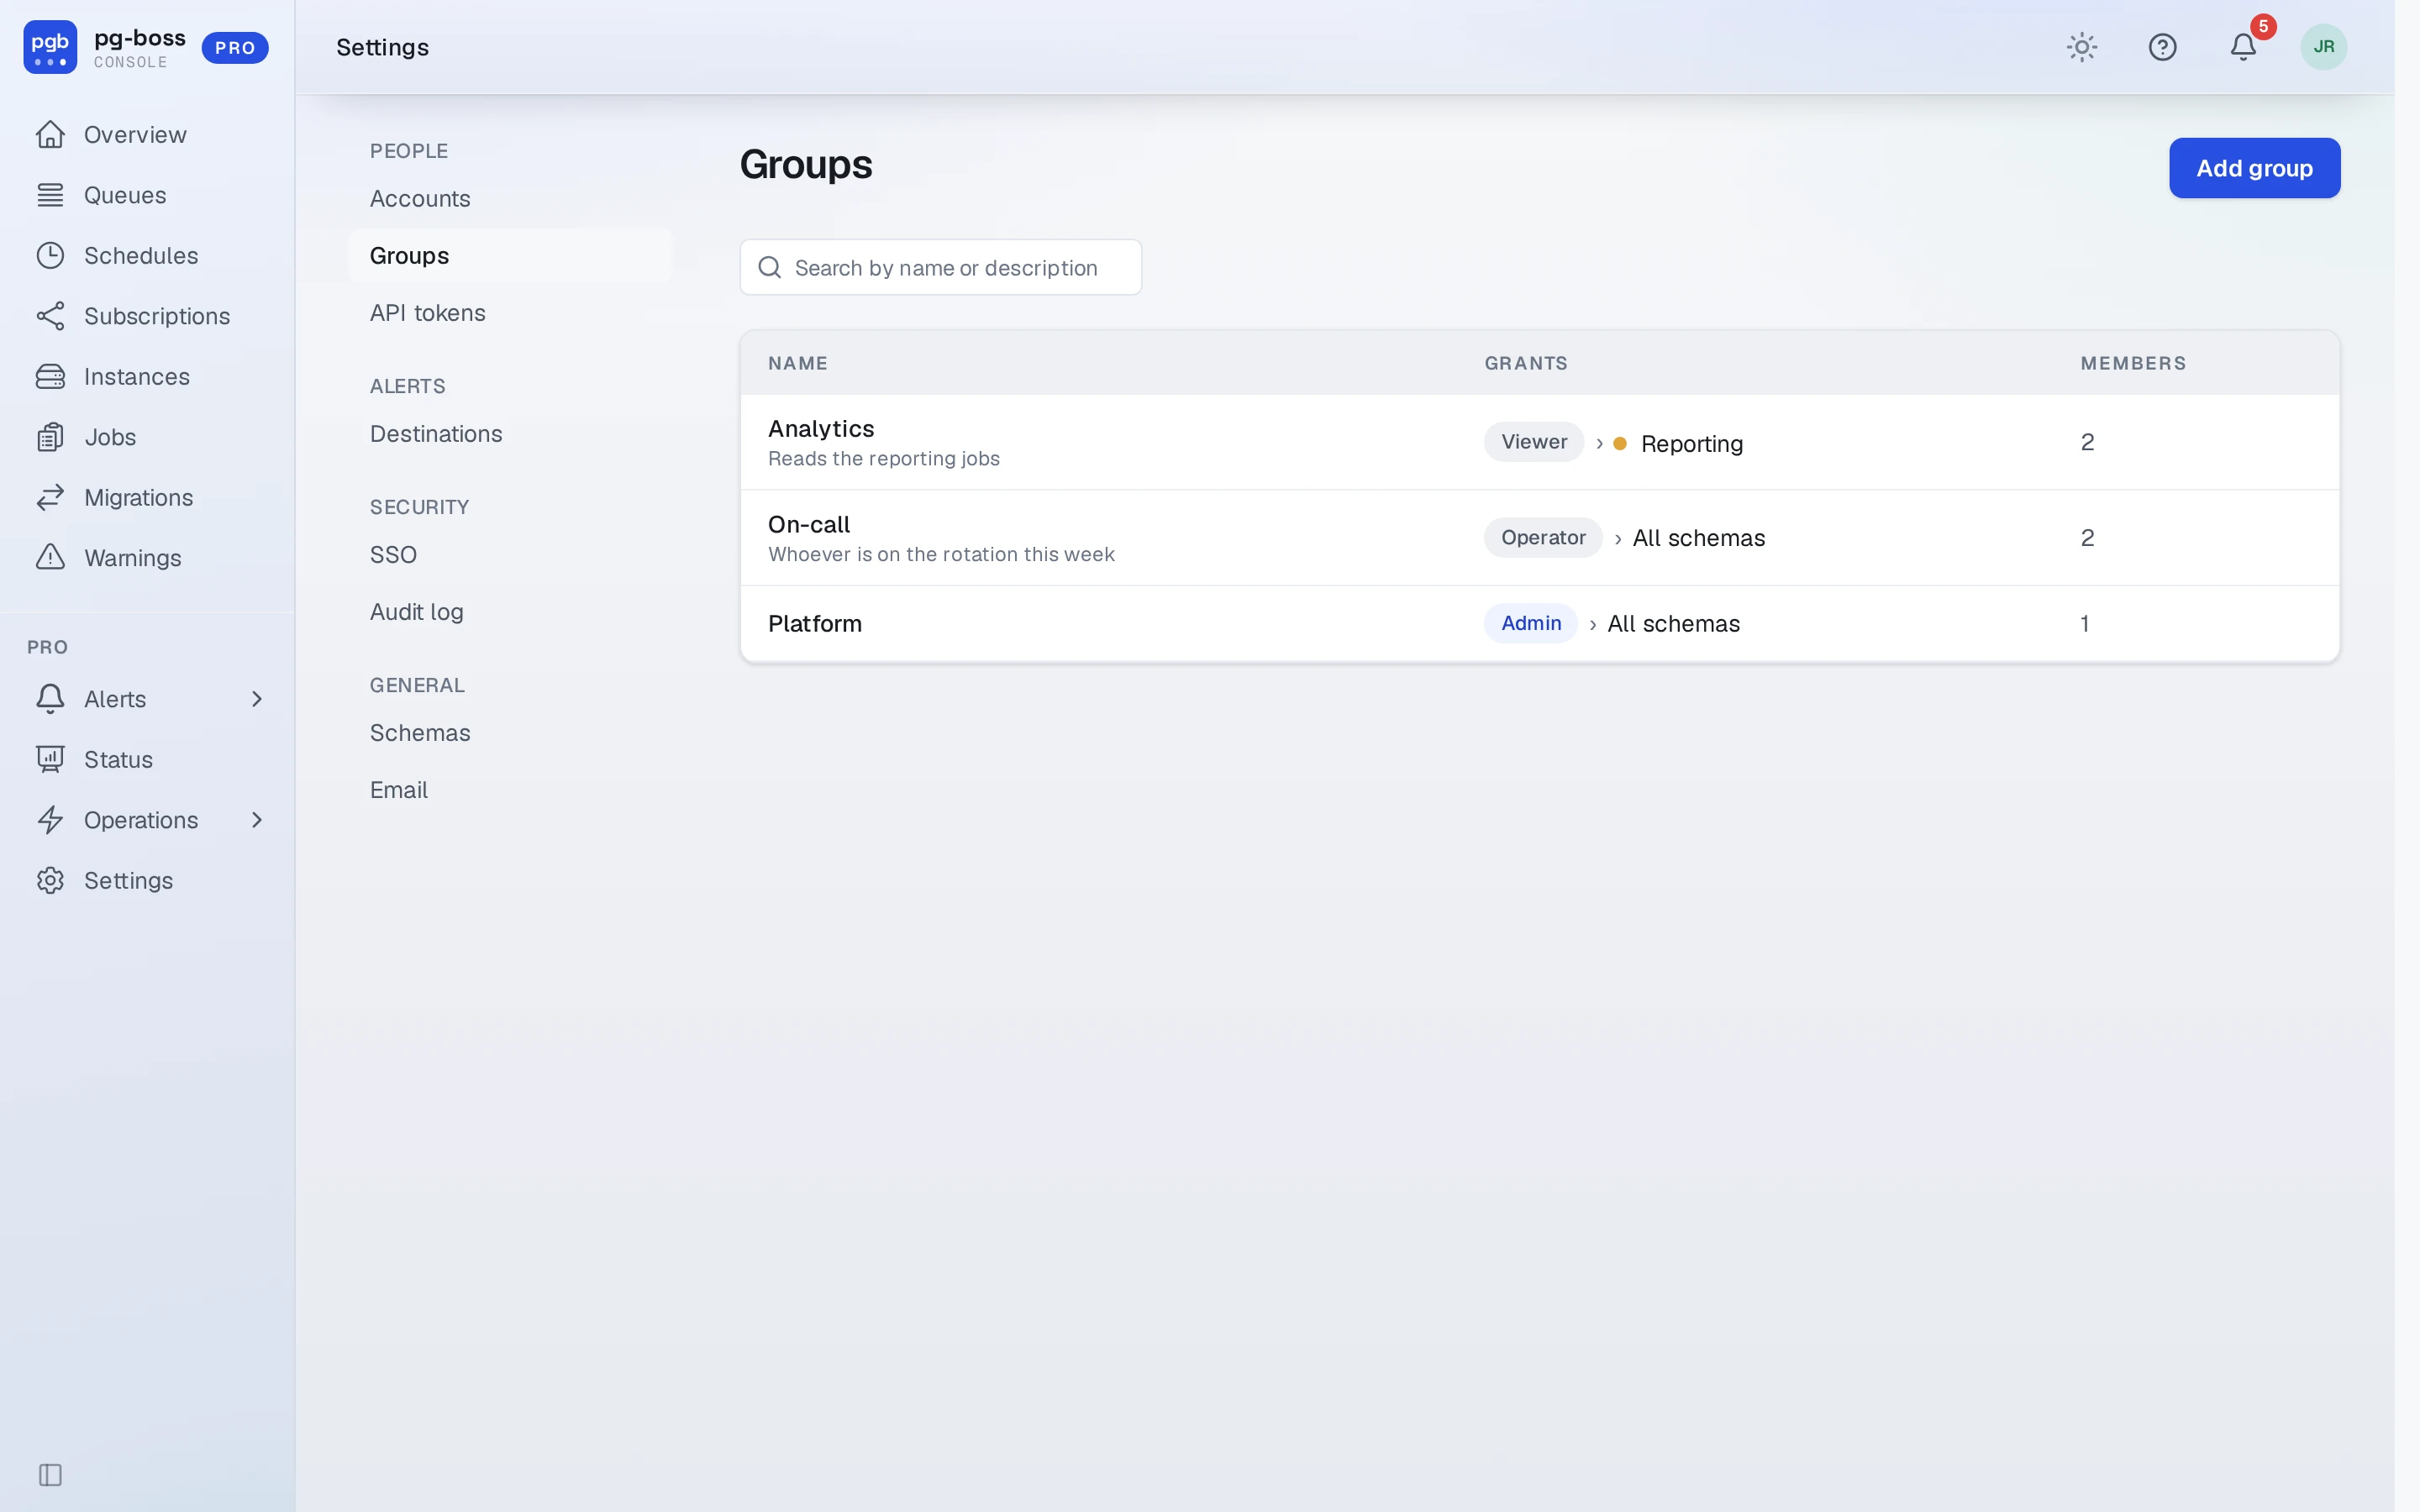 pgb
pg-boss
CONSOLE
PRO
Settings
5
JR
Overview
Queues
Schedules
Subscriptions
Instances
Jobs
Migrations
Warnings
PRO
Alerts
Status
Operations
Settings
PEOPLE
Accounts
Groups
API tokens
ALERTS
Destinations
SECURITY
SSO
Audit log
GENERAL
Schemas
Email
Groups
Add group
Search by name or description
NAME GRANTS MEMBERS
Analytics
Reads the reporting jobs
Viewer › Reporting 2
On-call
Whoever is on the rotation this week
Operator › All schemas 2
Platform Admin › All schemas 1